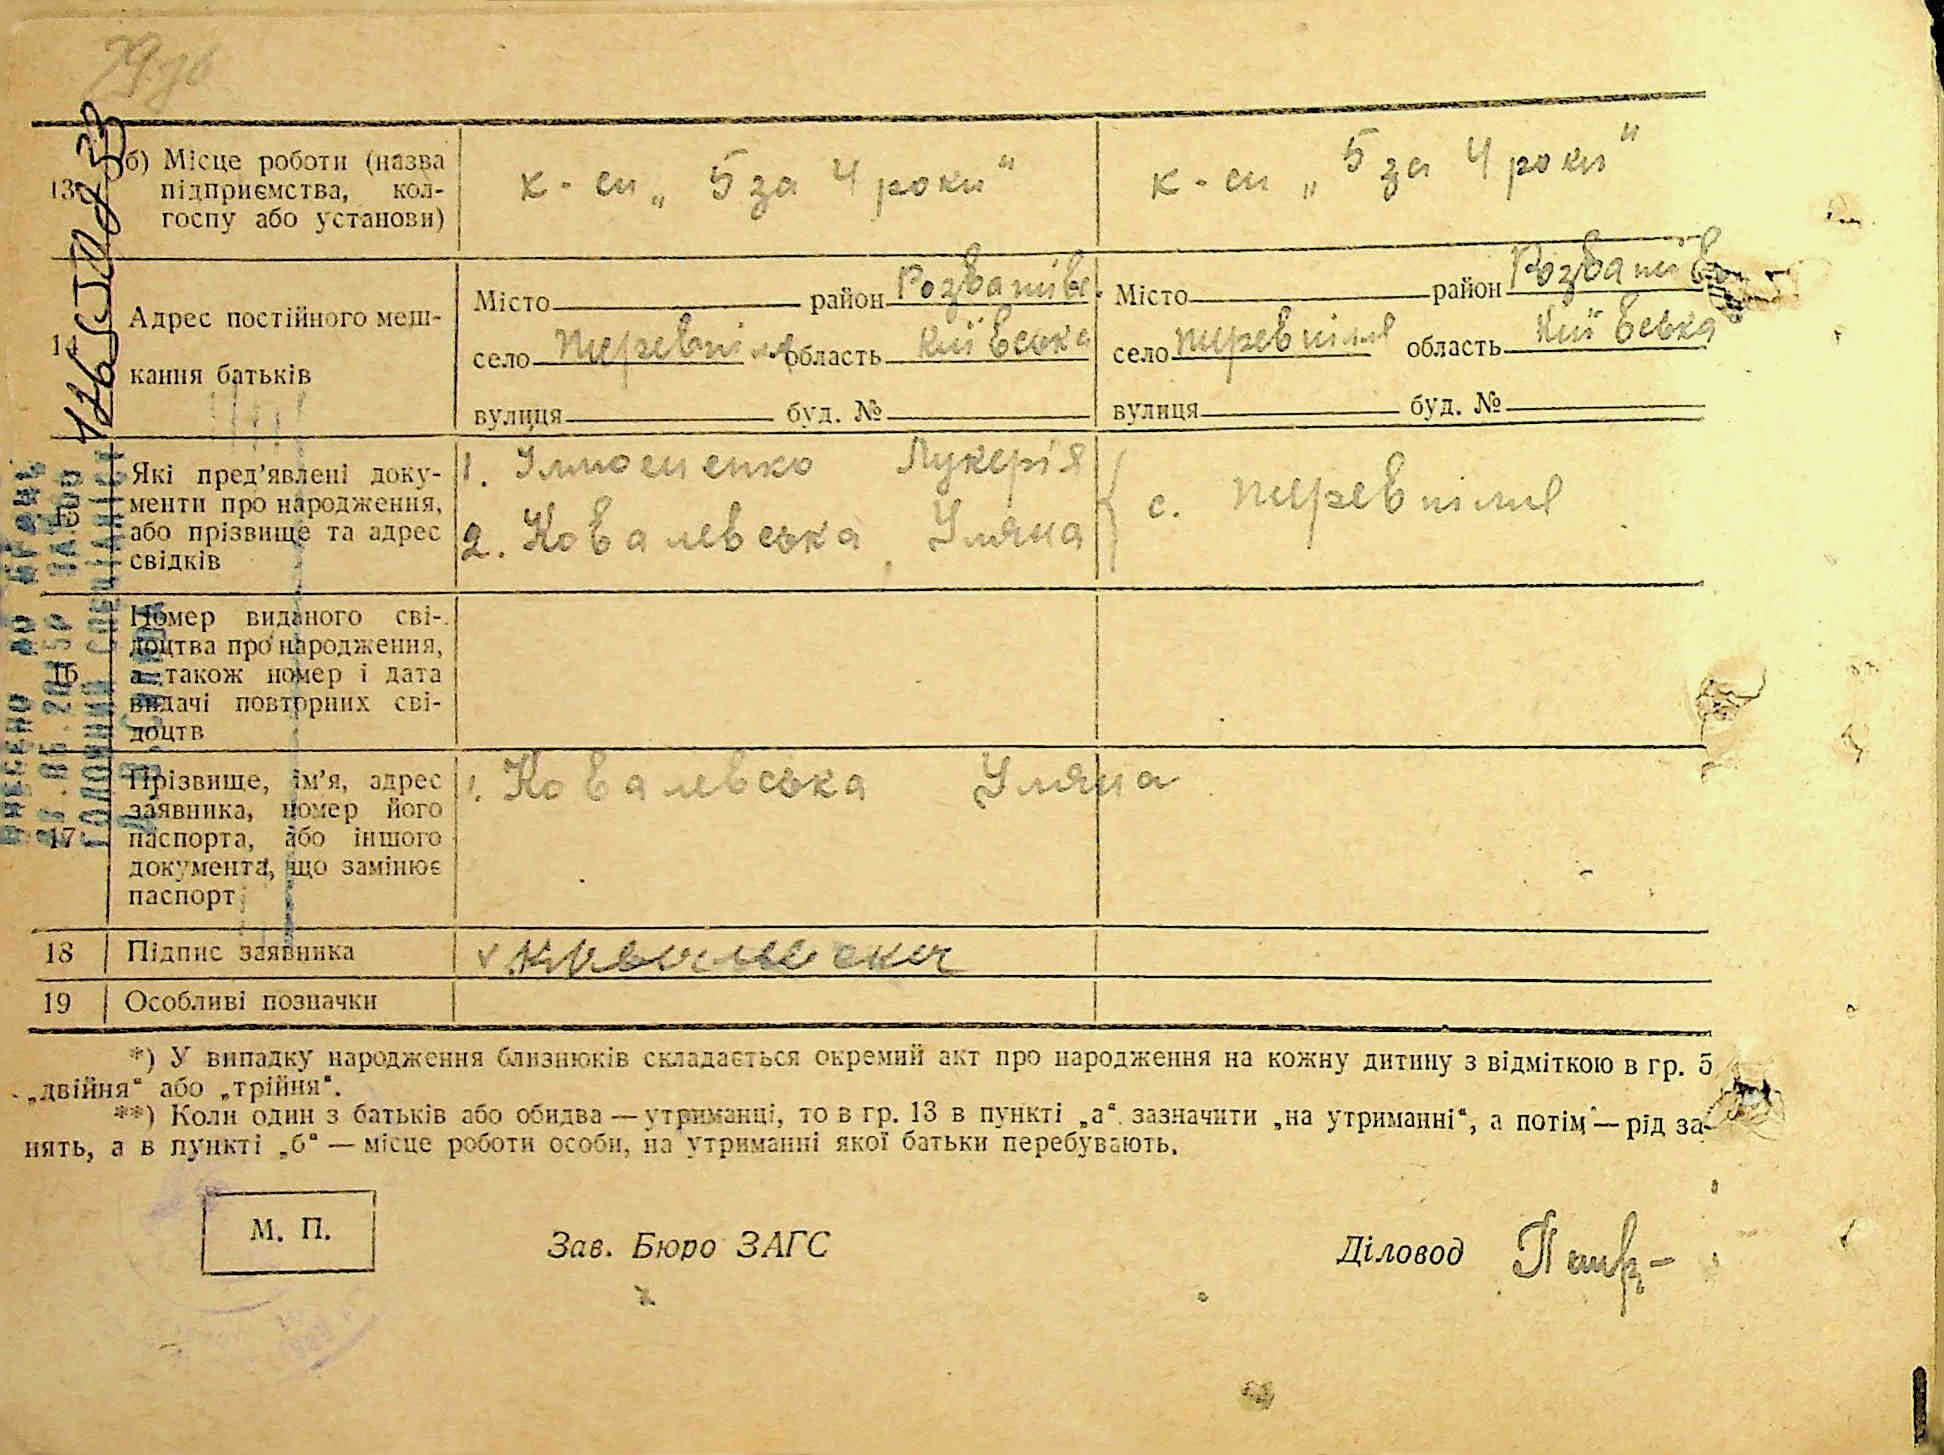 13 б) Місце роботи (назва
підприємства, кол-
госпу або установи)
к-сп „5 за 4 роки“
к-сп „5 за 4 роки“
14 Адрес постійного меш-
кання батьків
Місто район Розважів
село область Київська
вулиця буд. №
Місто район Розважів
село область Київська
вулиця буд. №
15 Які пред'явлені доку-
менти про народження,
або прізвище та адрес
свідків
1. Лукерія
2. Ковалевська Уляна
с.
16 Номер виданого сві-
доцтва про народження,
а також номер і дата
видачі повторних сві-
доцтв
17 Прізвище, ім'я, адрес
заявника, номер його
паспорта, або іншого
документа, що замінює
паспорт
1. Ковалевська Уляна
18 Підпис заявника
19 Особливі позначки
*) У випадку народження близнюків складається окремий акт про народження на кожну дитину з відміткою в гр. 5
„двійня“ або „трійня“.
**) Коли один з батьків або обидва — утриманці, то в гр. 13 в пункті „а“ зазначити „на утриманні“, а потім — рід за-
нять, а в пункті „б“ — місце роботи особи, на утриманні якої батьки перебувають.
М. П.
Зав. Бюро ЗАГС
Діловод